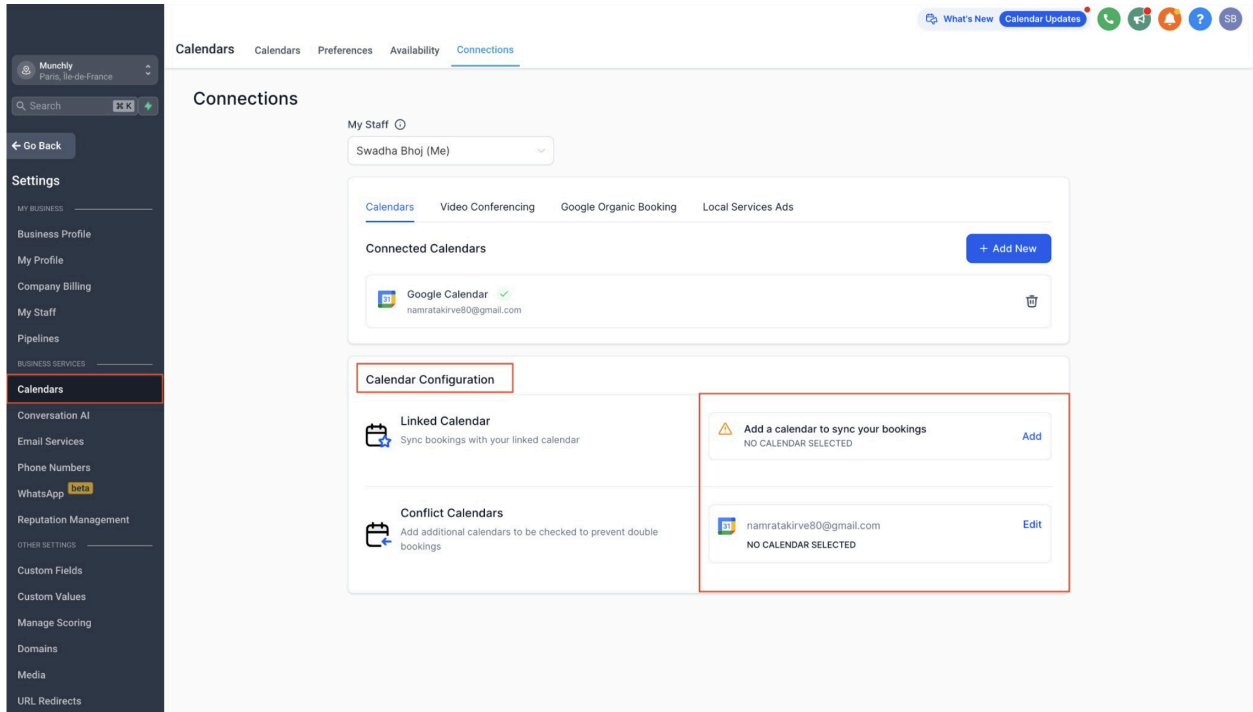 What's New Calendar Updates
SB
Calendars Calendars Preferences Availability Connections
Munchly
Paris, Île-de-France
Search ⌘ K
← Go Back
Settings
MY BUSINESS
Business Profile
My Profile
Company Billing
My Staff
Pipelines
BUSINESS SERVICES
Calendars
Conversation AI
Email Services
Phone Numbers
WhatsApp beta
Reputation Management
OTHER SETTINGS
Custom Fields
Custom Values
Manage Scoring
Domains
Media
URL Redirects
Connections
My Staff
Swadha Bhoj (Me)
Calendars Video Conferencing Google Organic Booking Local Services Ads
Connected Calendars
+ Add New
31
Google Calendar
namratakirve80@gmail.com
Calendar Configuration
Linked Calendar
Sync bookings with your linked calendar
Add a calendar to sync your bookings
NO CALENDAR SELECTED
Add
Conflict Calendars
Add additional calendars to be checked to prevent double
bookings
31
namratakirve80@gmail.com
NO CALENDAR SELECTED
Edit